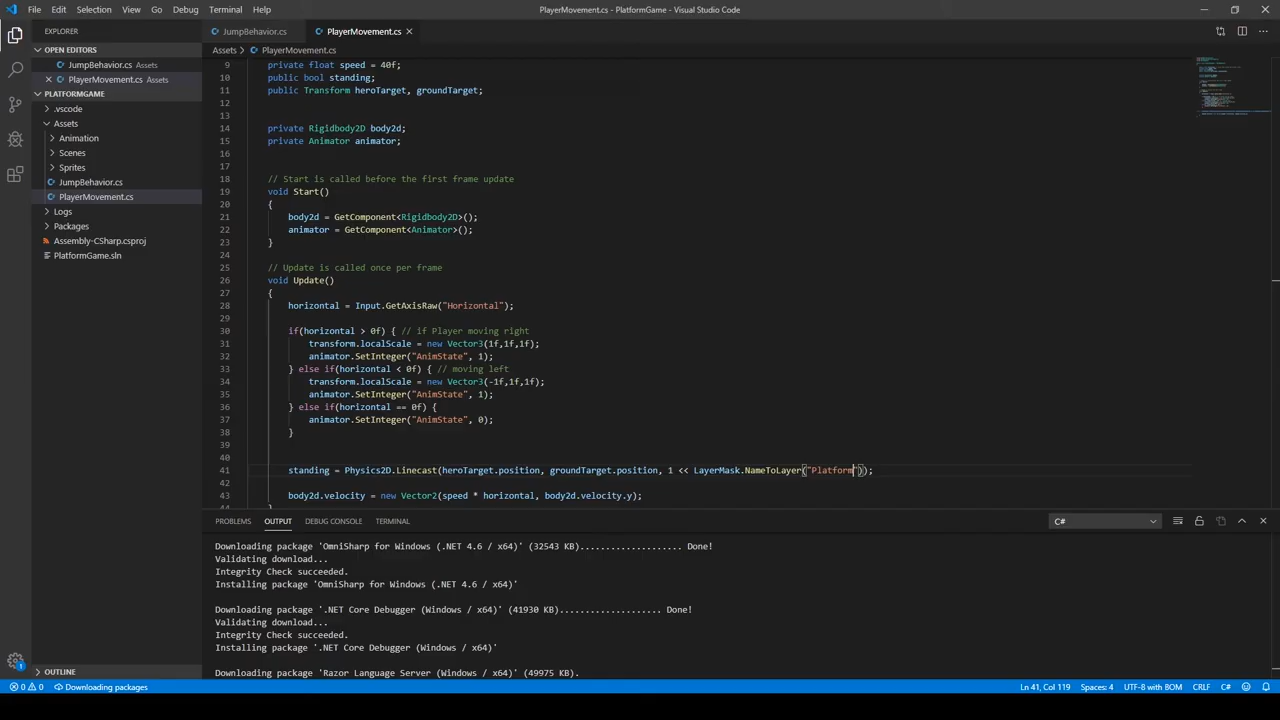 File Edit Selection View Go Debug Terminal Help
PlayerMovement.cs - PlatformGame - Visual Studio Code
EXPLORER
OPEN EDITORS
JumpBehavior.cs Assets
PlayerMovement.cs Assets
PLATFORMGAME
.vscode
Assets
Animation
Scenes
Sprites
JumpBehavior.cs
PlayerMovement.cs
Logs
Packages
Assembly-CSharp.csproj
PlatformGame.sln
OUTLINE
JumpBehavior.cs PlayerMovement.cs
Assets > PlayerMovement.cs
9 private float speed = 40f;
10 public bool standing;
11 public Transform heroTarget, groundTarget;
12
13
14 private Rigidbody2D body2d;
15 private Animator animator;
16
17
18 // Start is called before the first frame update
19 void Start()
20 {
21 body2d = GetComponent<Rigidbody2D>();
22 animator = GetComponent<Animator>();
23 }
24
25 // Update is called once per frame
26 void Update()
27 {
28 horizontal = Input.GetAxisRaw("Horizontal");
29
30 if(horizontal > 0f) { // if Player moving right
31 transform.localScale = new Vector3(1f,1f,1f);
32 animator.SetInteger("AnimState", 1);
33 } else if(horizontal < 0f) { // moving left
34 transform.localScale = new Vector3(-1f,1f,1f);
35 animator.SetInteger("AnimState", 1);
36 } else if(horizontal == 0f) {
37 animator.SetInteger("AnimState", 0);
38 }
39
40
41 standing = Physics2D.Linecast(heroTarget.position, groundTarget.position, 1 << LayerMask.NameToLayer("Platform"));
42
43 body2d.velocity = new Vector2(speed * horizontal, body2d.velocity.y);
44 }
PROBLEMS OUTPUT DEBUG CONSOLE TERMINAL
C#
Downloading package 'OmniSharp for Windows (.NET 4.6 / x64)' (32543 KB).................... Done!
Validating download...
Integrity Check succeeded.
Installing package 'OmniSharp for Windows (.NET 4.6 / x64)'
Downloading package '.NET Core Debugger (Windows / x64)' (41930 KB).................... Done!
Validating download...
Integrity Check succeeded.
Installing package '.NET Core Debugger (Windows / x64)'
Downloading package 'Razor Language Server (Windows / x64)' (49975 KB).
0 0 Downloading packages
Ln 41, Col 119 Spaces: 4 UTF-8 with BOM CRLF C#
1